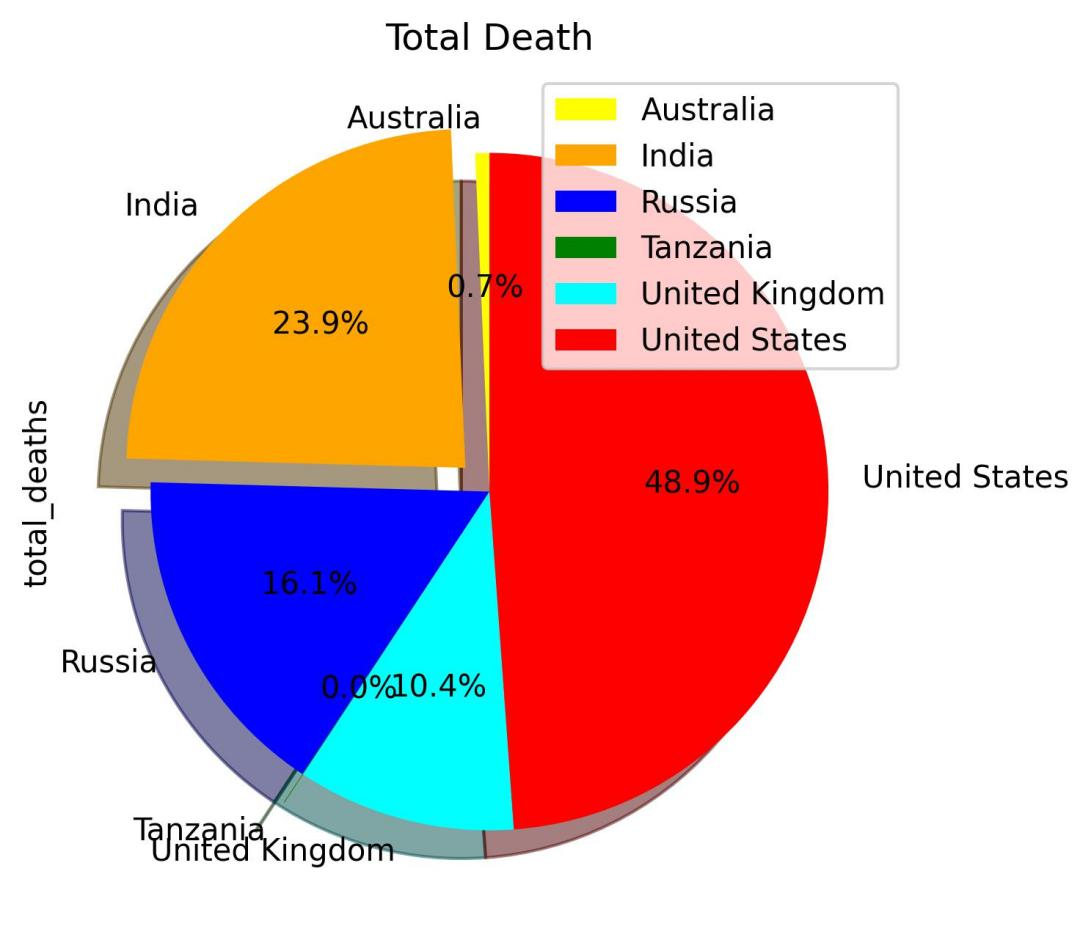 Total Death
Australia
India
Russia
Tanzania
United Kingdom
United States
Australia
India
0.7%
23.9%
48.9%
United States
total_deaths
16.1%
Russia
0.0%
10.4%
Tanzania
United Kingdom